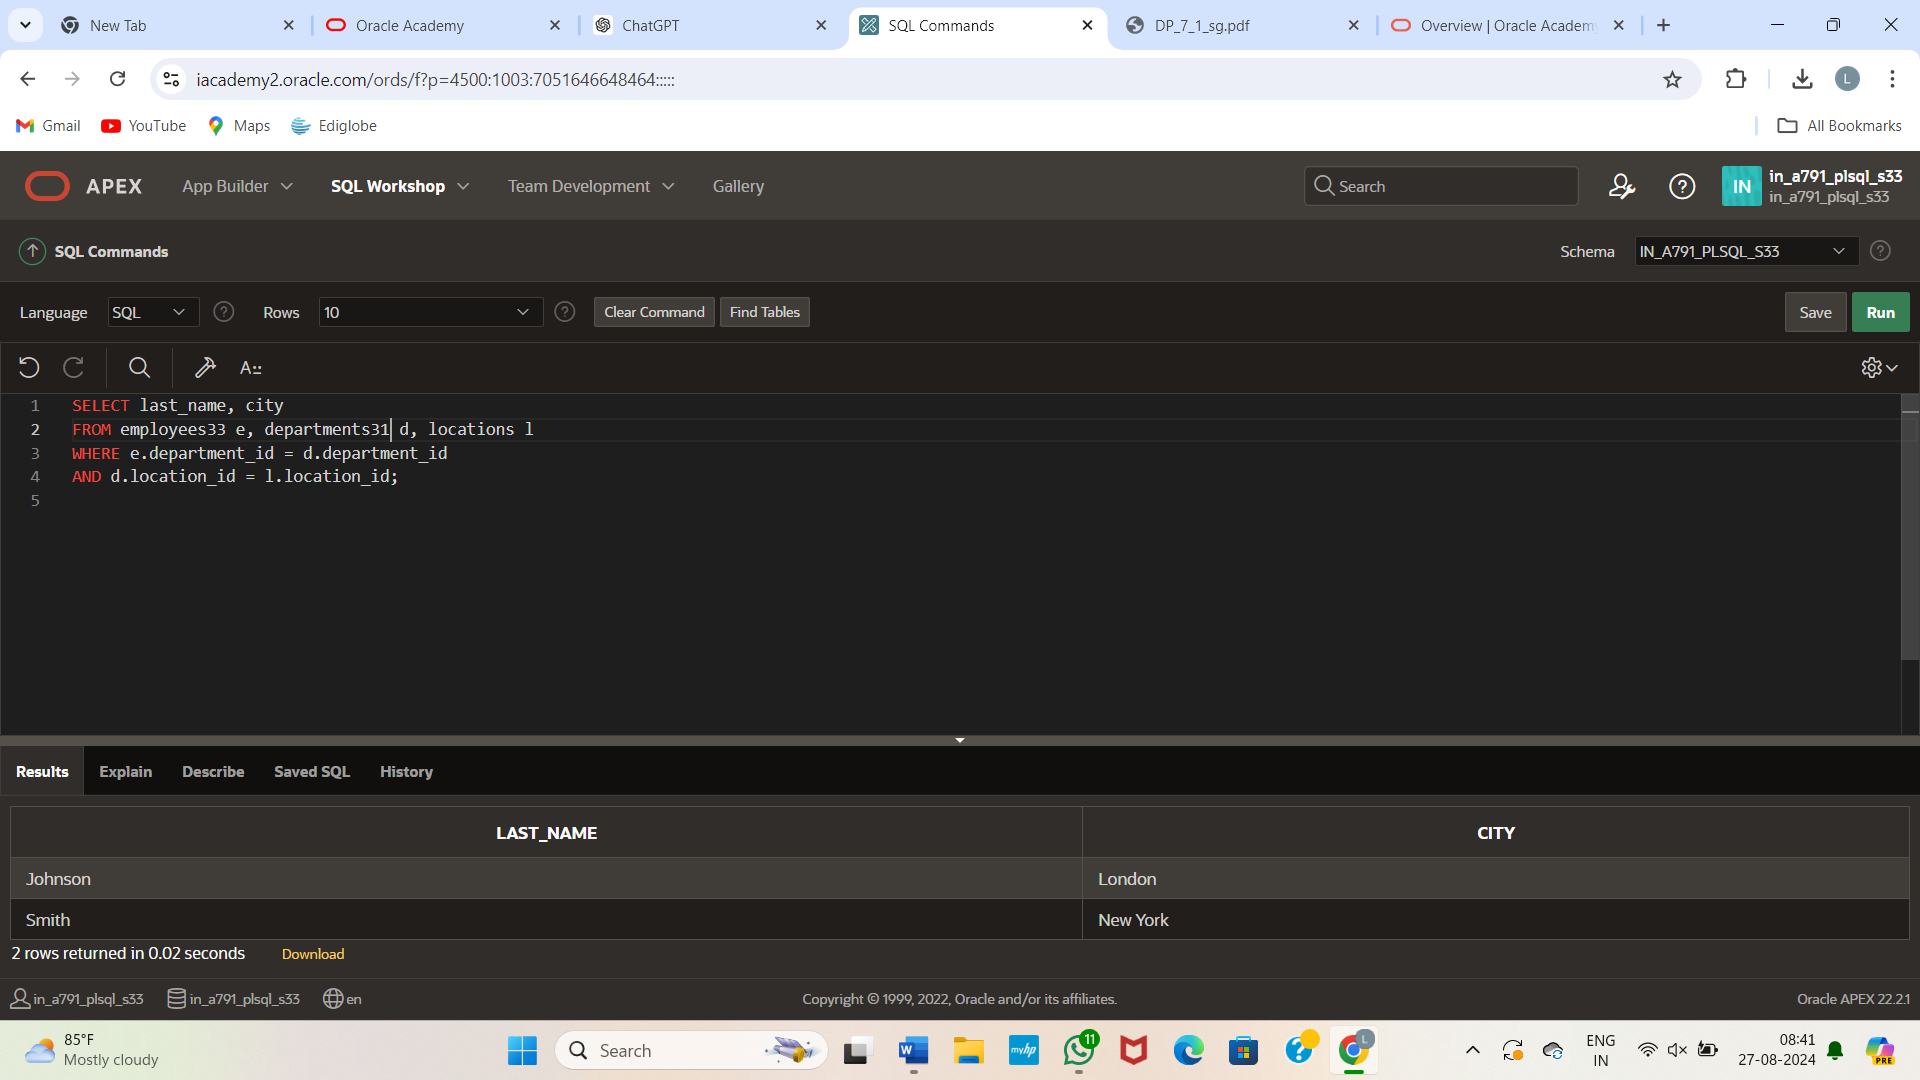 New Tab
Oracle Academy
ChatGPT
SQL Commands
DP_7_1_sg.pdf
Overview | Oracle Academ
iacademy2.oracle.com/ords/f?p=4500:1003:7051646648464:::::
L
Gmail
YouTube
Maps
Ediglobe
All Bookmarks
APEX
App Builder
SQL Workshop
Team Development
Gallery
Search
IN
in_a791_plsql_s33
in_a791_plsql_s33
SQL Commands
Schema
IN_A791_PLSQL_S33
Language
SQL
Rows
10
Clear Command
Find Tables
Save
Run
A::
1 SELECT last_name, city
2 FROM employees33 e, departments31 d, locations l
3 WHERE e.department_id = d.department_id
4 AND d.location_id = l.location_id;
5
Results
Explain
Describe
Saved SQL
History
LAST_NAME CITY
Johnson London
Smith New York
2 rows returned in 0.02 seconds
Download
in_a791_plsql_s33
in_a791_plsql_s33
en
Copyright © 1999, 2022, Oracle and/or its affiliates.
Oracle APEX 22.2.1
85°F
Mostly cloudy
Search
W
myhp
11
L
ENG
IN
08:41
27-08-2024
PRE